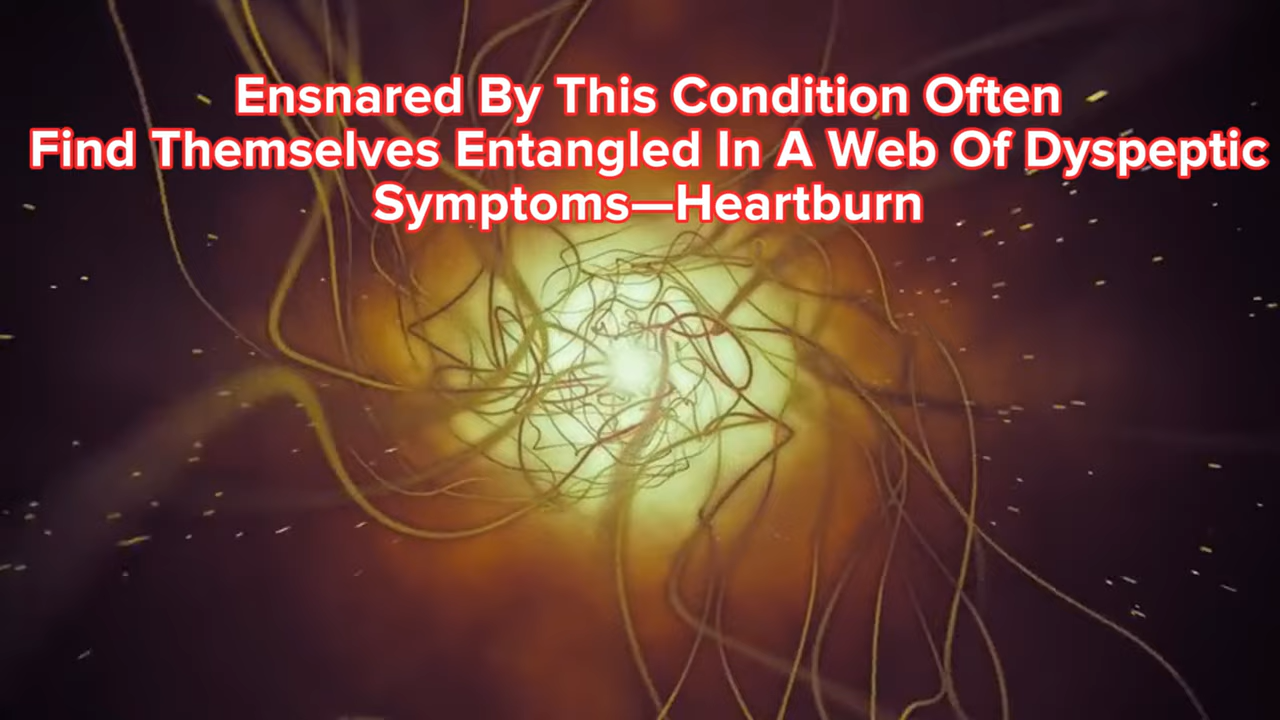 Ensnared By This Condition Often
Find Themselves Entangled In A Web Of Dyspeptic
Symptoms—Heartburn